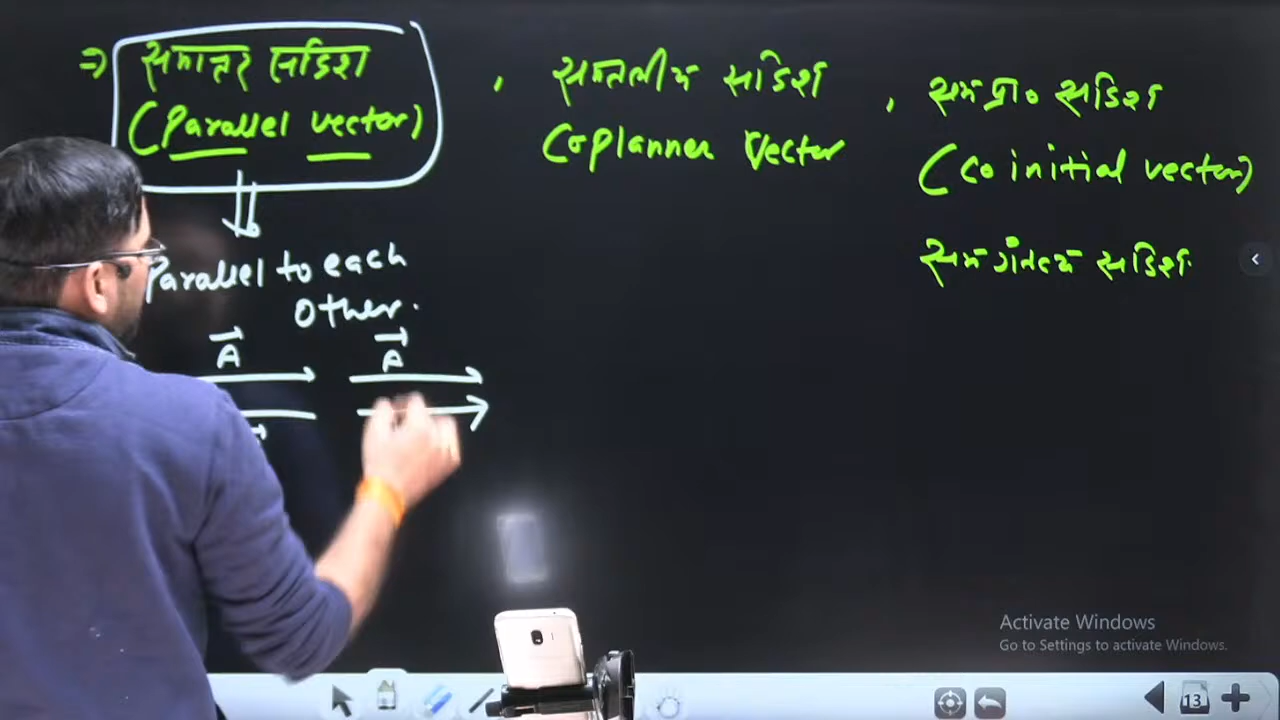 ⇒ समान्तर सदिश
(Parallel vector)
Parallel to each
Other.
A
A
, समतलीय सदिश
Coplanner Vector
, सम प्रा० सदिश
(Co initial vector)
सदिश
Activate Windows
Go to Settings to activate Windows.
13